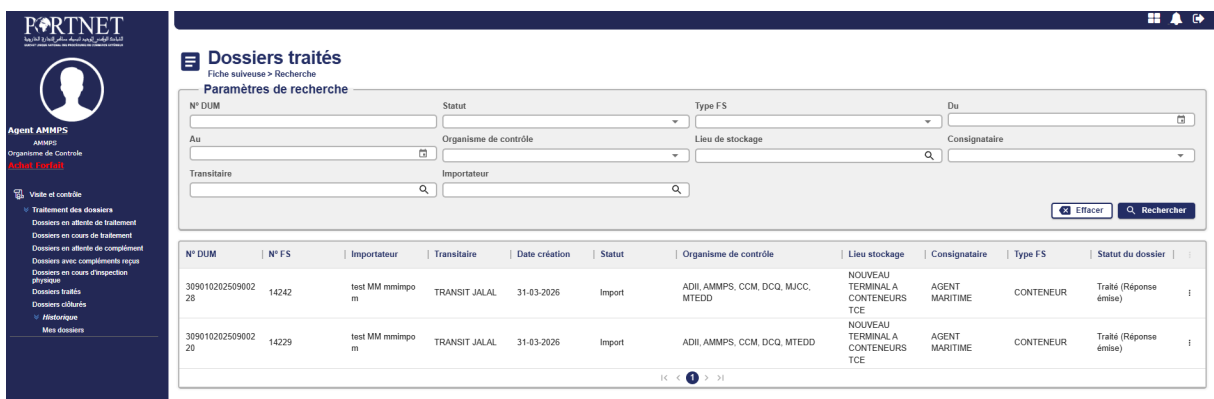 PORTNET
Agent AMMPS
AMMPS
Organisme de Controle
Achat Forfait
Visite et contrôle
Traitement des dossiers
Dossiers en attente de traitement
Dossiers en cours de traitement
Dossiers en attente de complément
Dossiers avec compléments reçus
Dossiers en cours d'inspection
physique
Dossiers traités
Dossiers clôturés
Historique
Mes dossiers
Dossiers traités
Fiche suiveuse > Recherche
Paramètres de recherche
N° DUM Statut Type FS Du
Au Organisme de contrôle Lieu de stockage Consignataire
Transitaire Importateur
Effacer Rechercher
N° DUM N° FS Importateur Transitaire Date création Statut Organisme de contrôle Lieu stockage Consignataire Type FS Statut du dossier
309010202509002
28
14242
test MM mmimpo
m
TRANSIT JALAL
31-03-2026
Import
ADII, AMMPS, CCM, DCQ, MJCC,
MTEDD
NOUVEAU
TERMINAL A
CONTENEURS
TCE
AGENT
MARITIME
CONTENEUR
Traité (Réponse
émise)
309010202509002
20
14229
test MM mmimpo
m
TRANSIT JALAL
31-03-2026
Import
ADII, AMMPS, CCM, DCQ, MTEDD
NOUVEAU
TERMINAL A
CONTENEURS
TCE
AGENT
MARITIME
CONTENEUR
Traité (Réponse
émise)
1